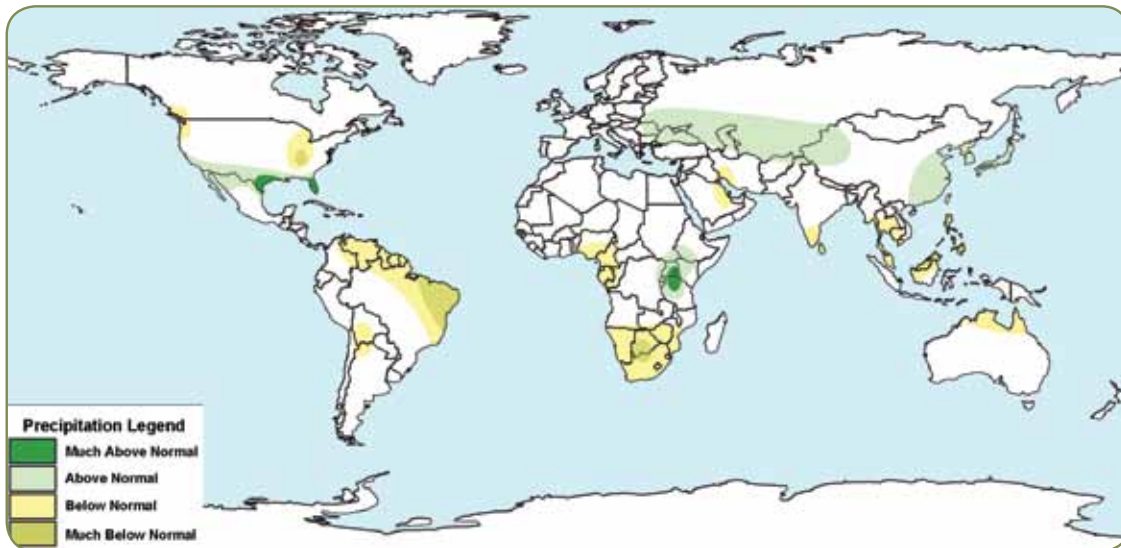 Precipitation Legend
Much Above Normal
Above Normal
Below Normal
Much Below Normal